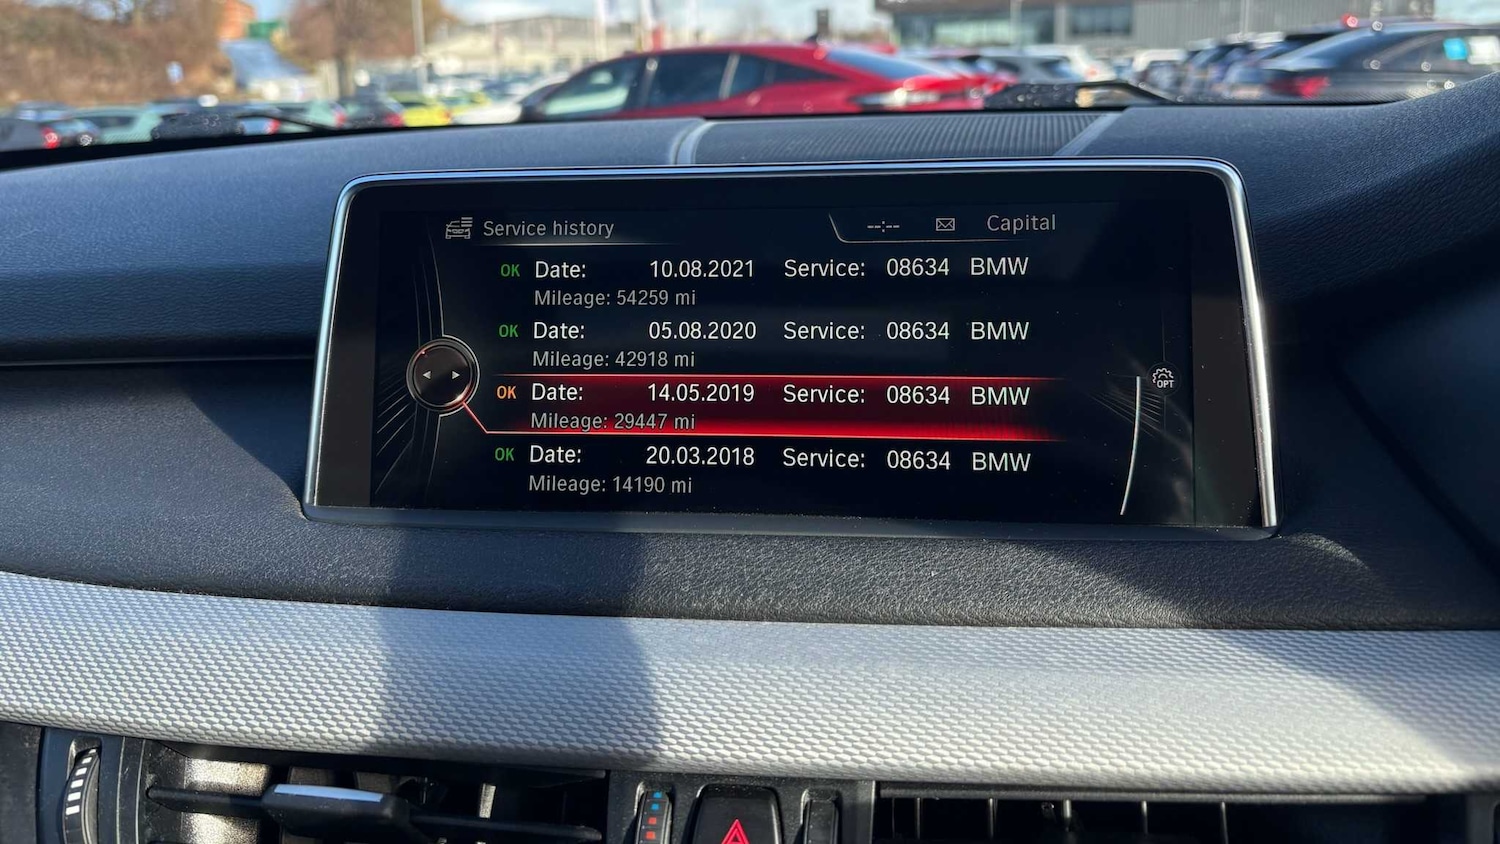 Service history --:-- Capital
OK Date: 10.08.2021 Service: 08634 BMW
Mileage: 54259 mi
OK Date: 05.08.2020 Service: 08634 BMW
Mileage: 42918 mi
OK Date: 14.05.2019 Service: 08634 BMW
Mileage: 29447 mi
OK Date: 20.03.2018 Service: 08634 BMW
Mileage: 14190 mi
OPT